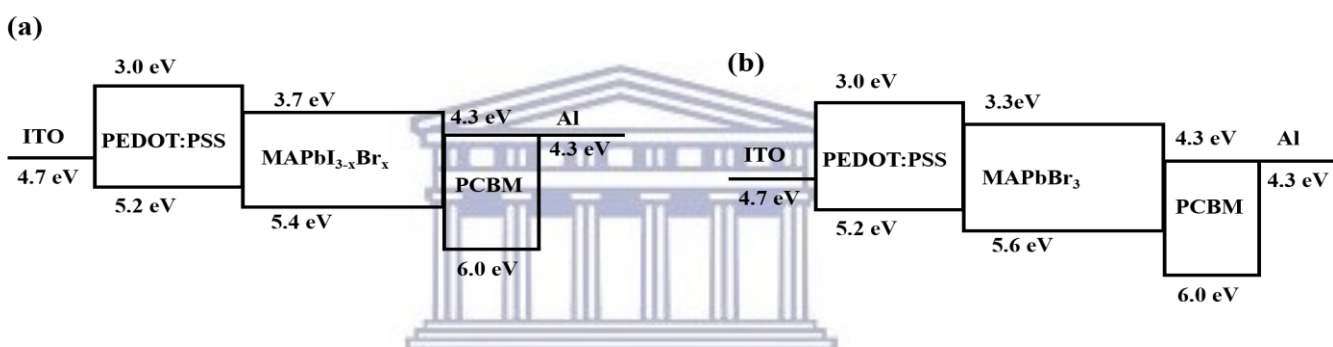 (a)
3.0 eV
3.7 eV
4.3 eV
Al
ITO
PEDOT:PSS
MAPbI3-xBrx
4.3 eV
4.7 eV
PCBM
5.2 eV
5.4 eV
6.0 eV
(b)
3.0 eV
3.3eV
4.3 eV
Al
ITO
PEDOT:PSS
MAPbBr3
4.3 eV
4.7 eV
PCBM
5.2 eV
5.6 eV
6.0 eV